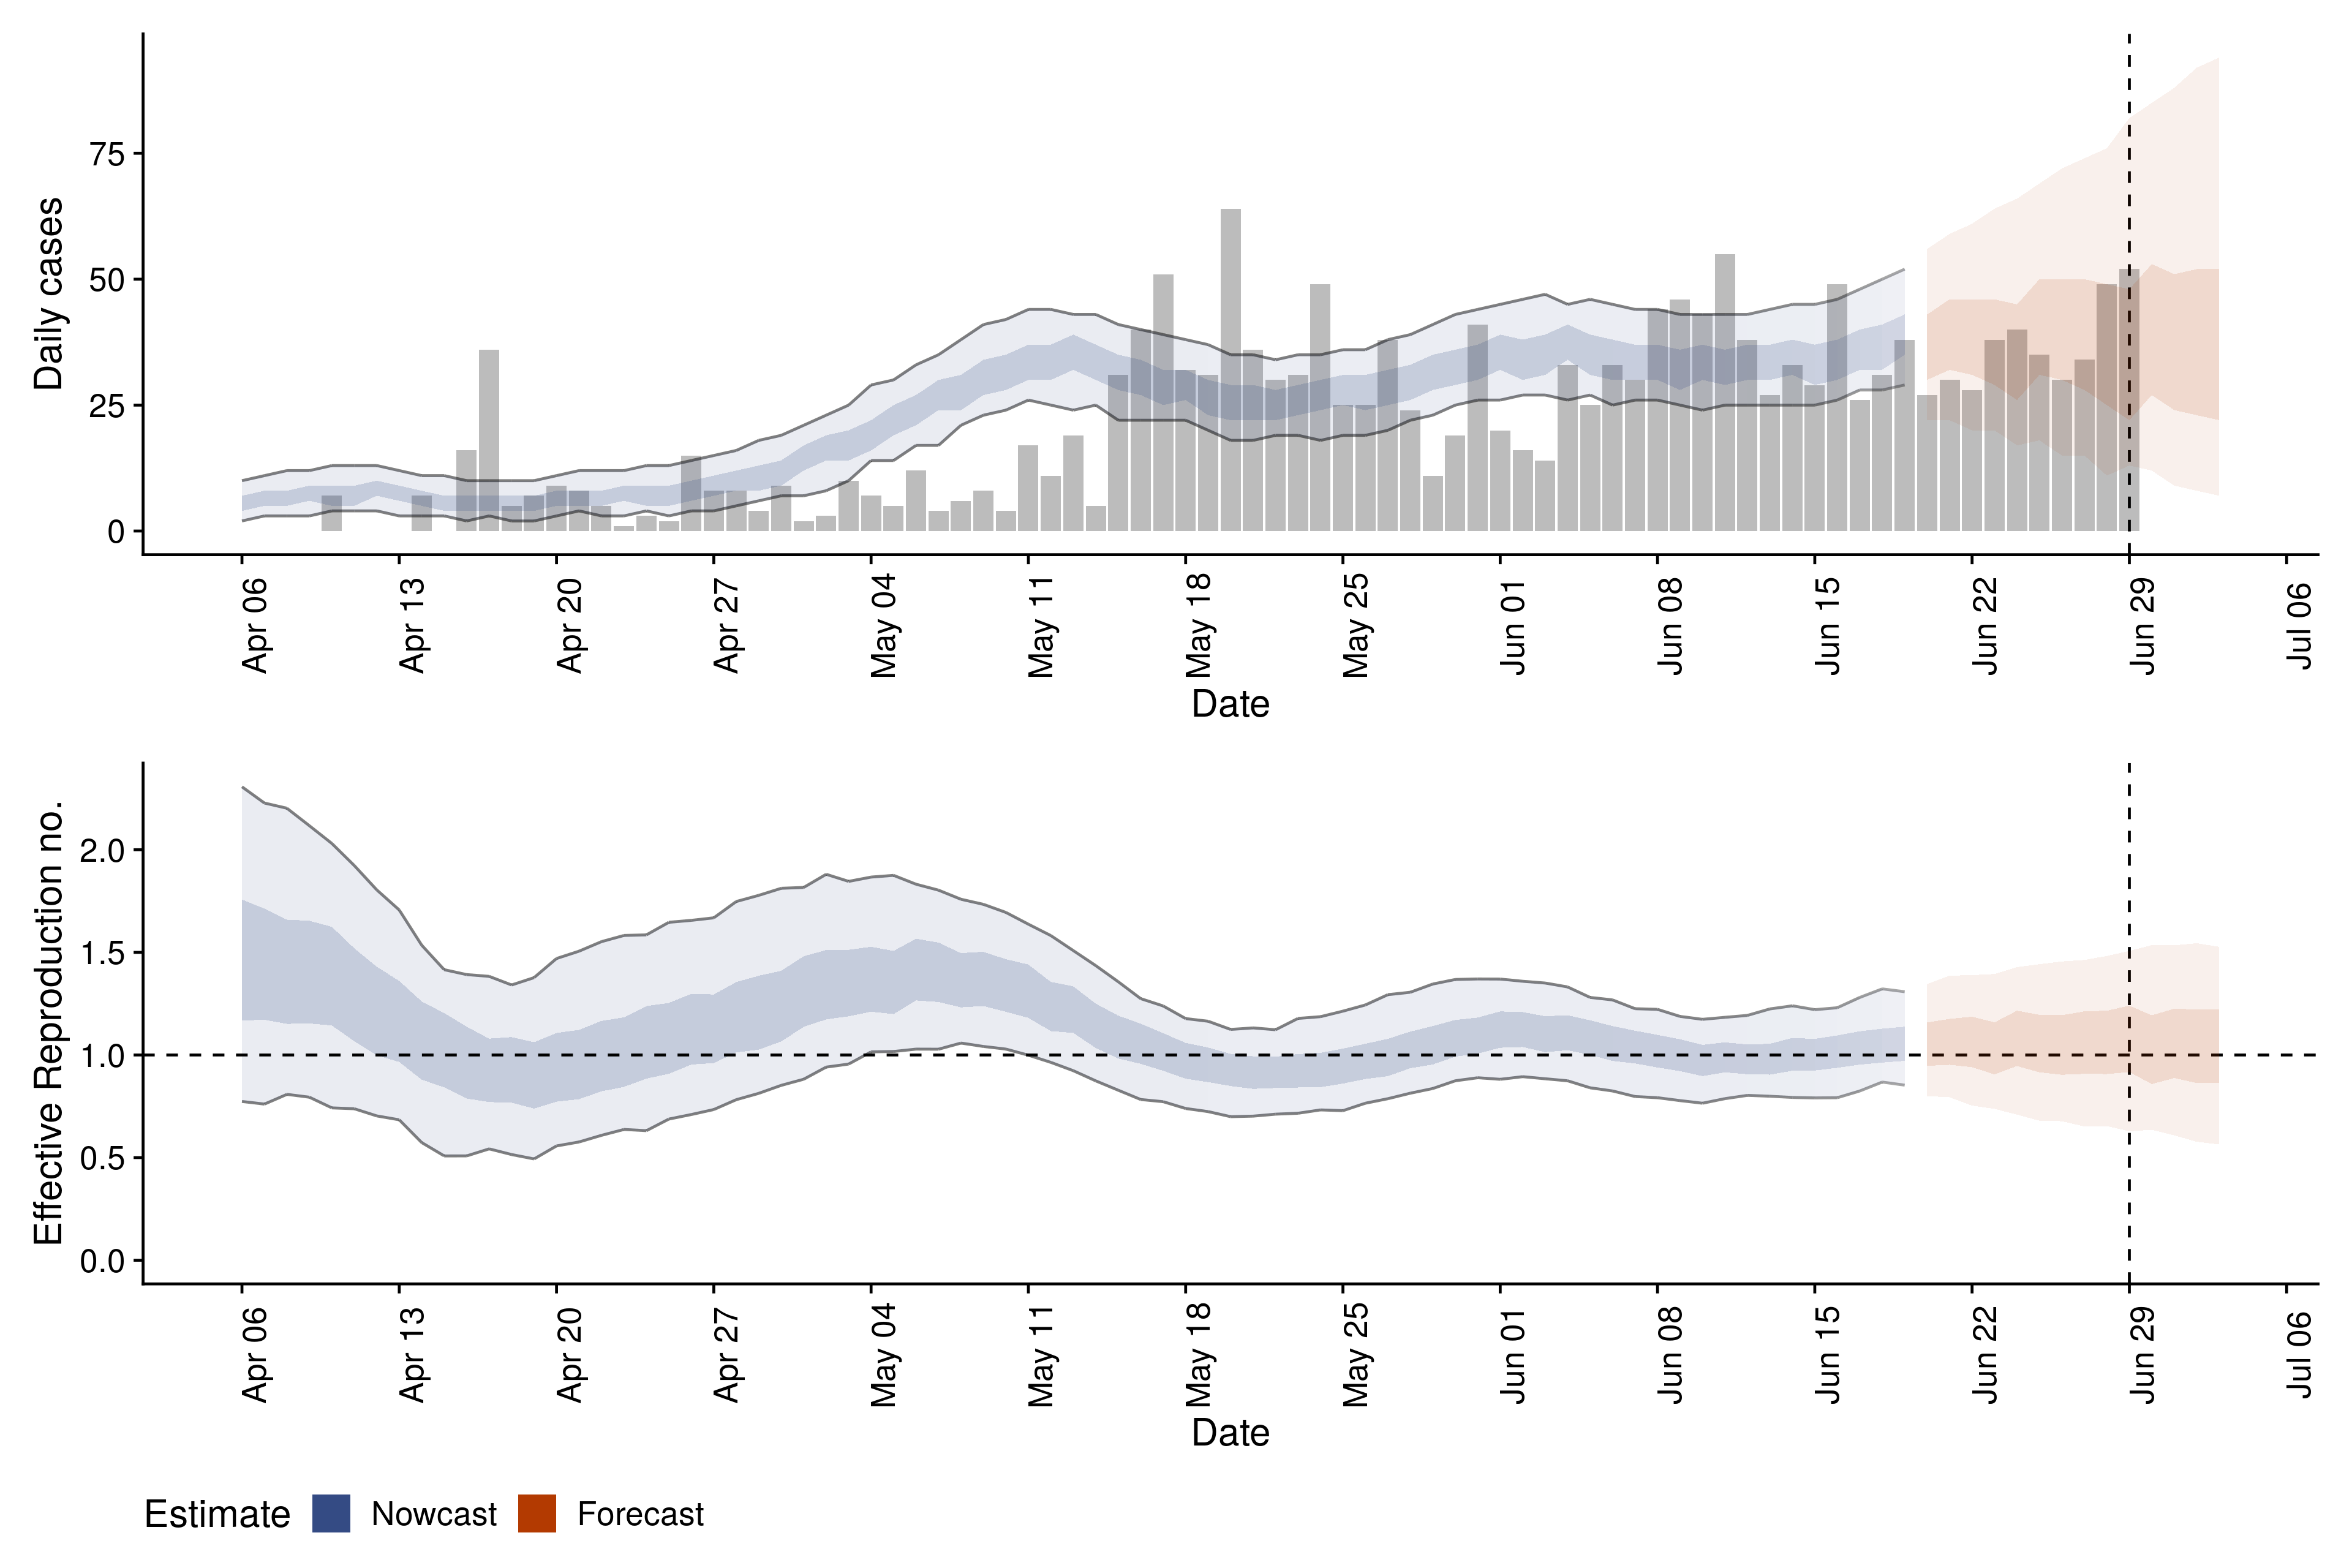 Daily cases
75
50
25
0
Apr 06
Apr 13
Apr 20
Apr 27
May 04
May 11
May 18
May 25
Jun 01
Jun 08
Jun 15
Jun 22
Jun 29
Jul 06
Date
Effective Reproduction no.
2.0
1.5
1.0
0.5
0.0
Apr 06
Apr 13
Apr 20
Apr 27
May 04
May 11
May 18
May 25
Jun 01
Jun 08
Jun 15
Jun 22
Jun 29
Jul 06
Date
Estimate Nowcast Forecast